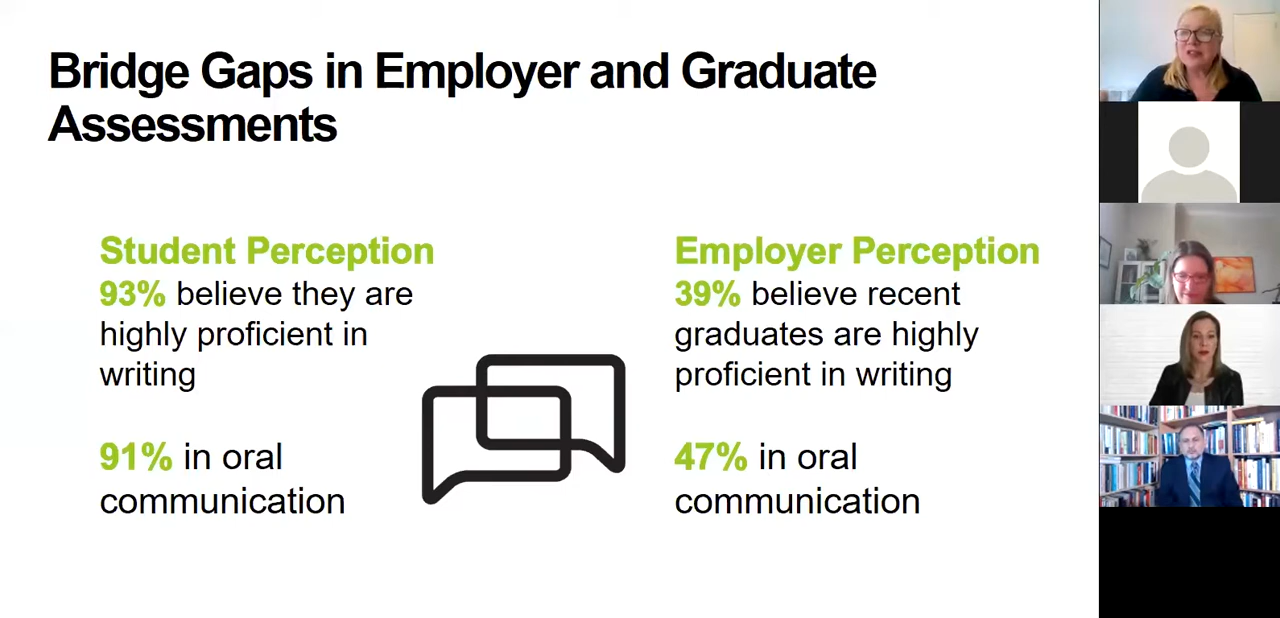 Bridge Gaps in Employer and Graduate
Assessments
Student Perception
93% believe they are
highly proficient in
writing
91% in oral
communication
Employer Perception
39% believe recent
graduates are highly
proficient in writing
47% in oral
communication